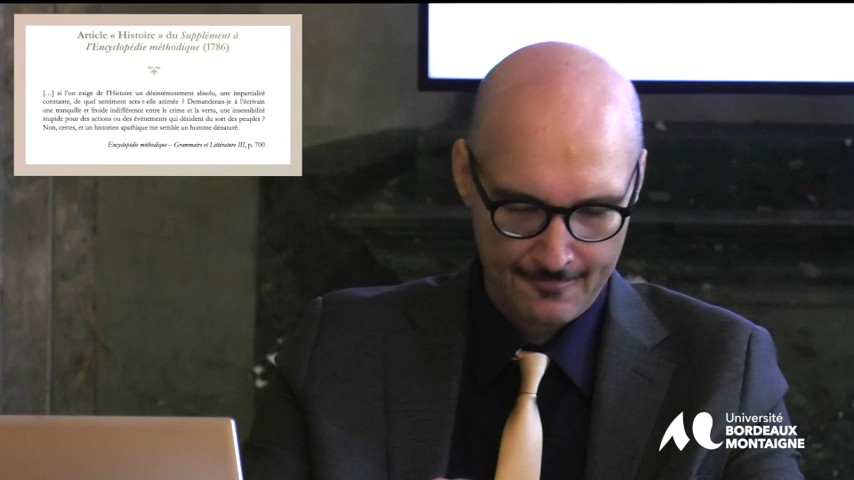 Article « Histoire » du Supplément à
l'Encyclopédie méthodique (1786)
[…] si l'on exige de l'Histoire un désintéressement absolu, une impartialité
constante, de quel sentiment sera-t-elle animée ? Demanderais-je à l'écrivain
une tranquille et froide indifférence entre le crime et la vertu, une insensibilité
stupide pour des actions ou des événements qui décident du sort des peuples ?
Non, certes, et un historien apathique me semble un homme dénaturé.
Encyclopédie méthodique – Grammaire et Littérature III, p. 700
Université
BORDEAUX
MONTAIGNE